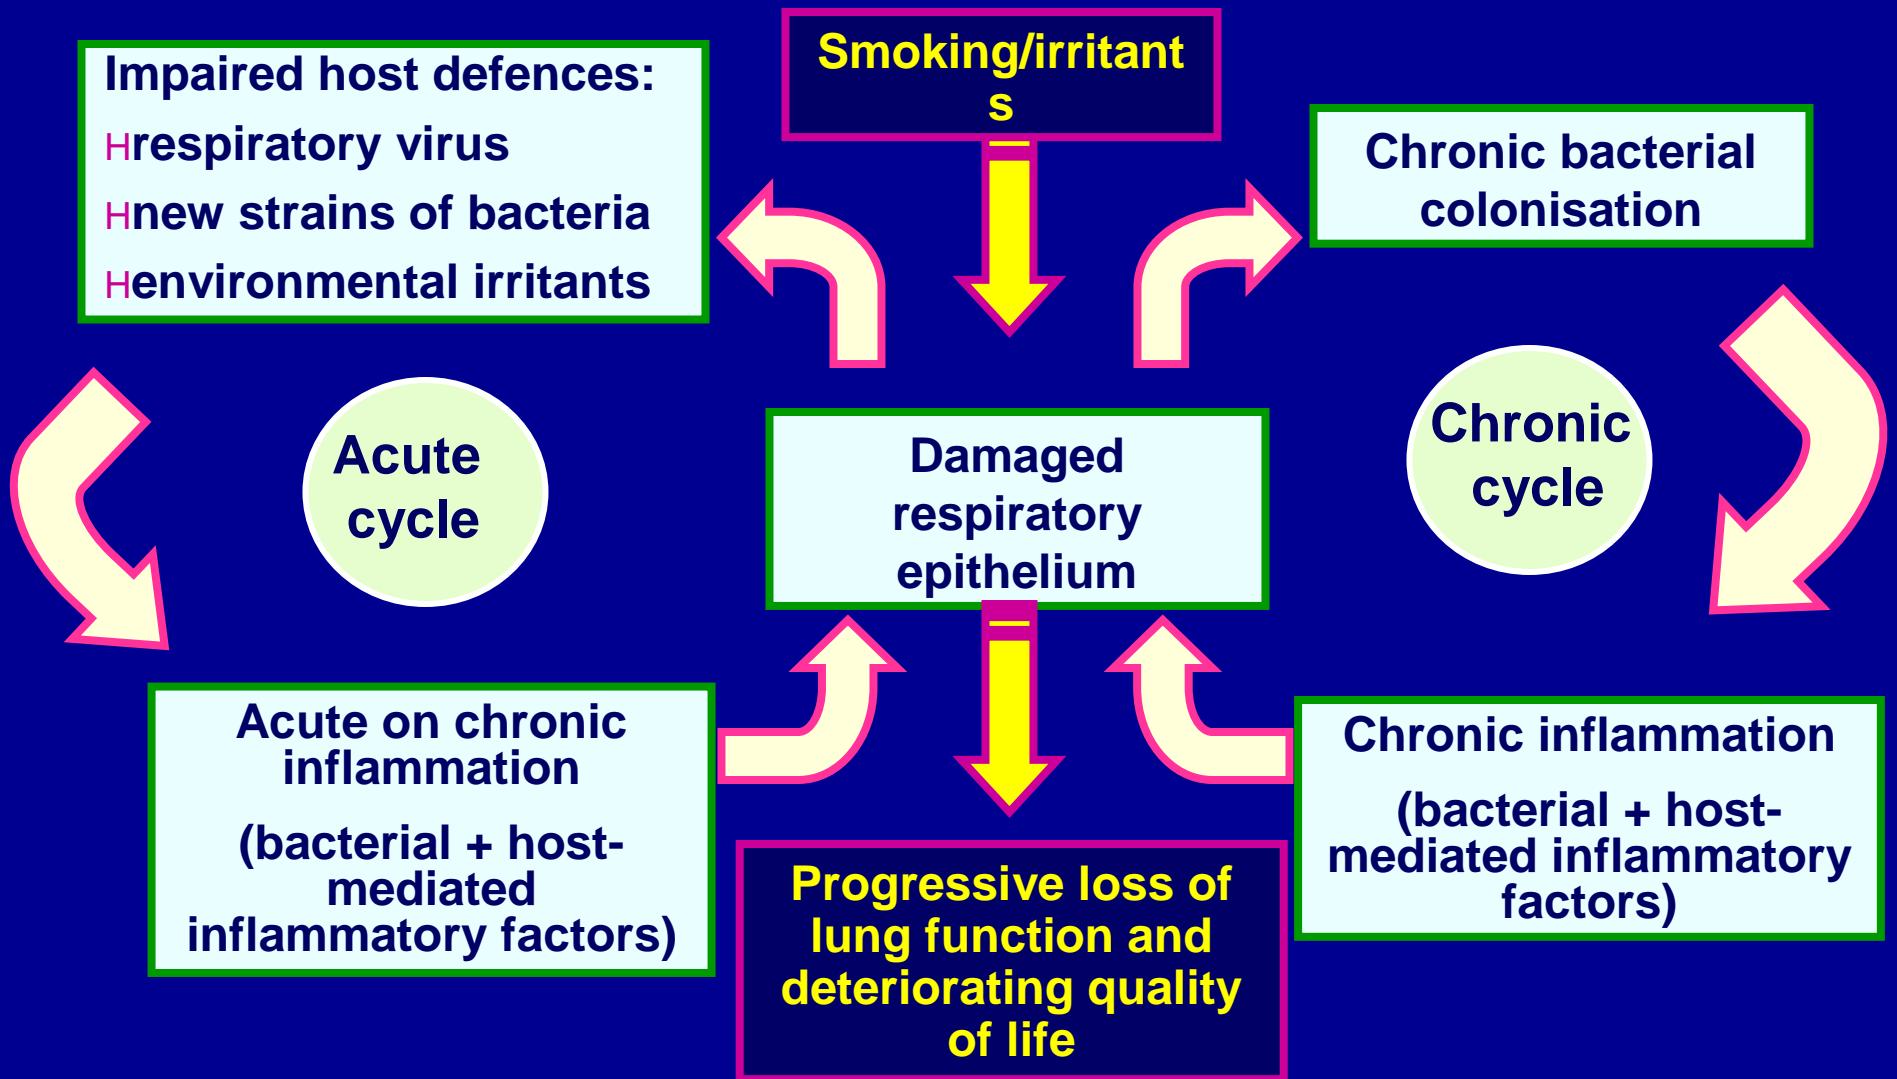 Smoking/irritant
s
Impaired host defences:
Hrespiratory virus
Hnew strains of bacteria
Henvironmental irritants
Chronic bacterial
colonisation
Acute
cycle
Damaged
respiratory
epithelium
Chronic
cycle
Acute on chronic
inflammation
(bacterial + host-
mediated
inflammatory factors)
Progressive loss of
lung function and
deteriorating quality
of life
Chronic inflammation
(bacterial + host-
mediated inflammatory
factors)